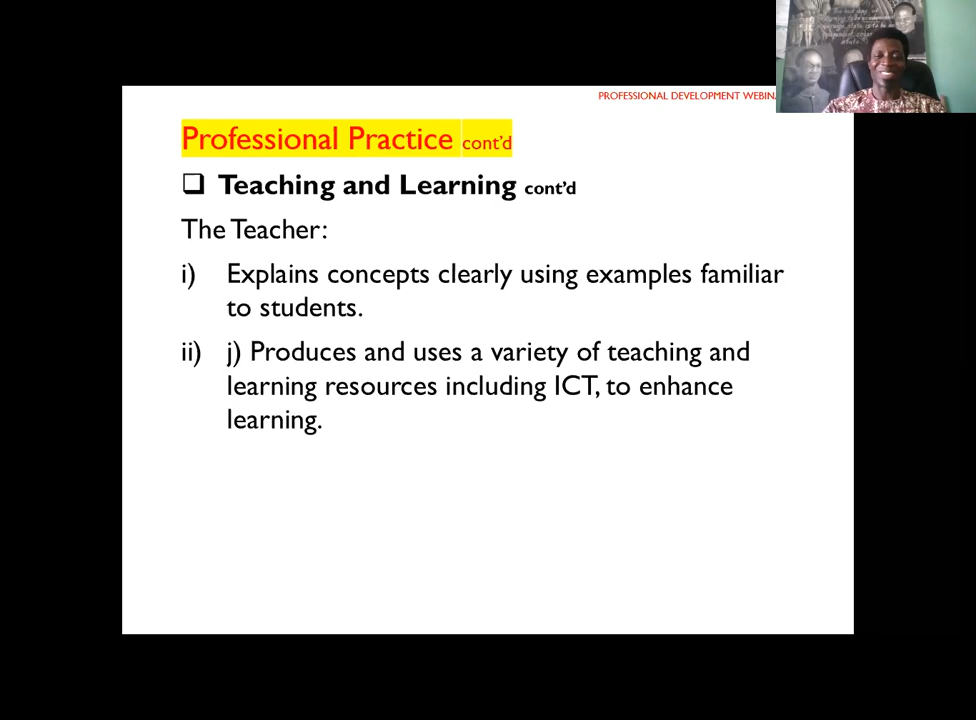 PROFESSIONAL DEVELOPMENT
Professional Practice cont'd
❑ Teaching and Learning cont'd
The Teacher:
i) Explains concepts clearly using examples familiar
to students.
ii) j) Produces and uses a variety of teaching and
learning resources including ICT, to enhance
learning.